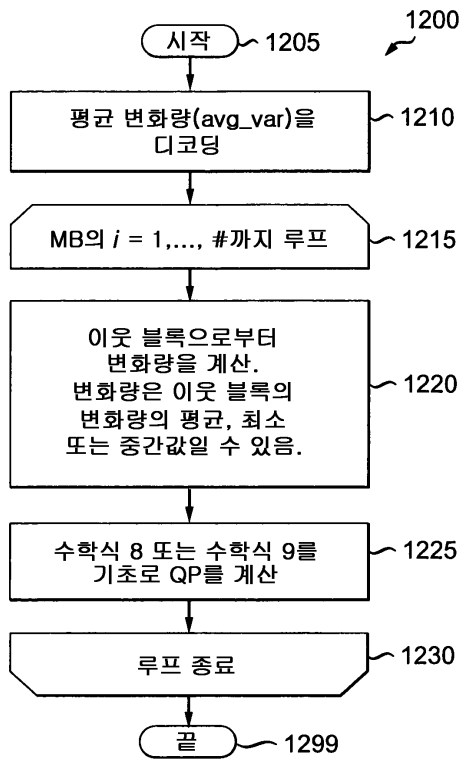 1200
시작
1205
평균 변화량(avg_var)을
디코딩
1210
MB의 i = 1,..., #까지 루프
1215
이웃 블록으로부터
변화량을 계산.
변화량은 이웃 블록의
변화량의 평균, 최소
또는 중간값일 수 있음.
1220
수학식 8 또는 수학식 9를
기초로 QP를 계산
1225
루프 종료
1230
끝
1299